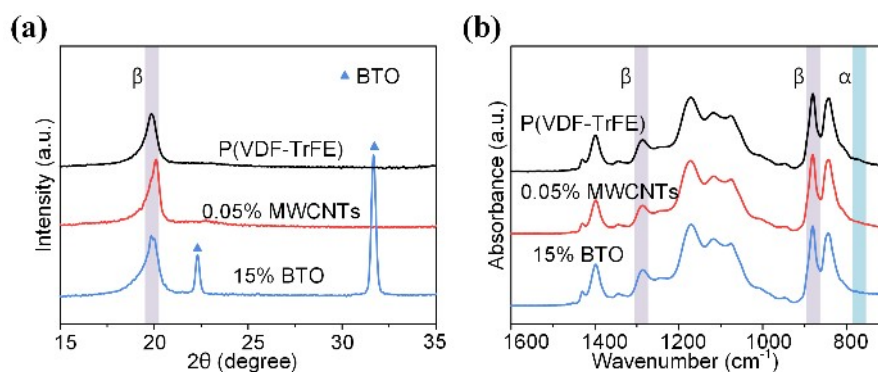 (a)
β
▲ BTO
P(VDF-TrFE)
0.05% MWCNTs
15% BTO
Intensity (a.u.)
15 20 25 30 35
2θ (degree)
(b)
β
β
α
P(VDF-TrFE)
0.05% MWCNTs
15% BTO
Absorbance (a.u.)
1600 1400 1200 1000 800
Wavenumber (cm⁻¹)